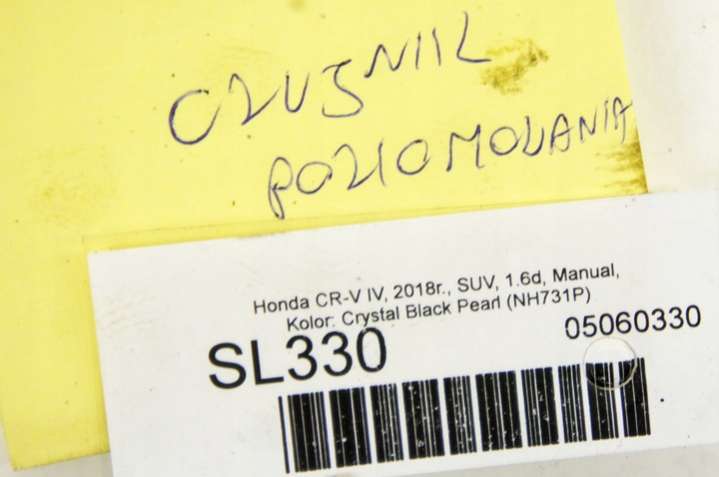 CZUJNIK
POZIOMOWANIA
Honda CR-V IV, 2018r., SUV, 1.6d, Manual,
Kolor: Crystal Black Pearl (NH731P)
SL330
05060330